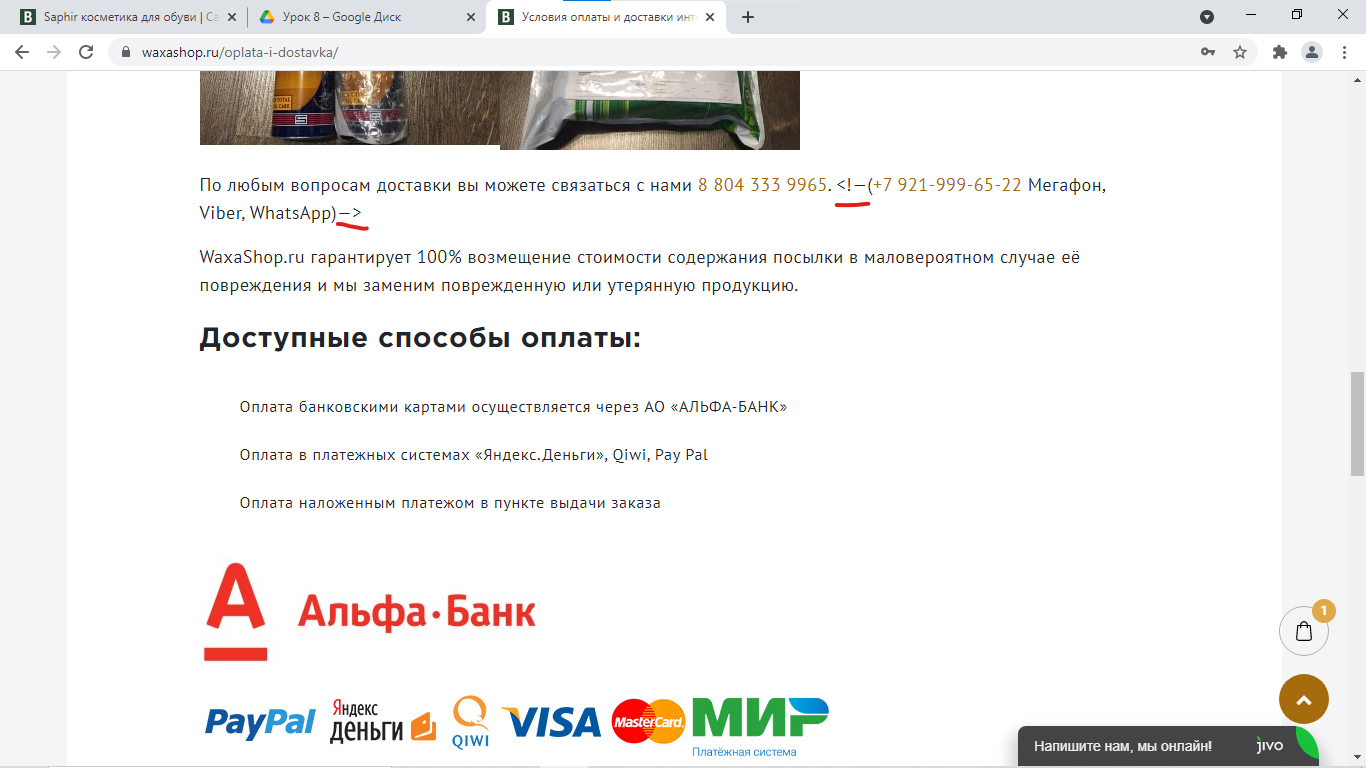 Saphir косметика для обуви | Са
Урок 8 – Google Диск
Условия оплаты и доставки инт
waxashop.ru/oplata-i-dostavka/
По любым вопросам доставки вы можете связаться с нами 8 804 333 9965. <!—(+7 921-999-65-22 Мегафон,
Viber, WhatsApp)—>
WaxaShop.ru гарантирует 100% возмещение стоимости содержания посылки в маловероятном случае её
повреждения и мы заменим поврежденную или утерянную продукцию.
Доступные способы оплаты:
Оплата банковскими картами осуществляется через АО «АЛЬФА-БАНК»
Оплата в платежных системах «Яндекс.Деньги», Qiwi, Pay Pal
Оплата наложенным платежом в пункте выдачи заказа
Альфа·Банк
1
PayPal Яндекс деньги QIWI VISA MasterCard МИР
Платёжная система
Напишите нам, мы онлайн! jivo